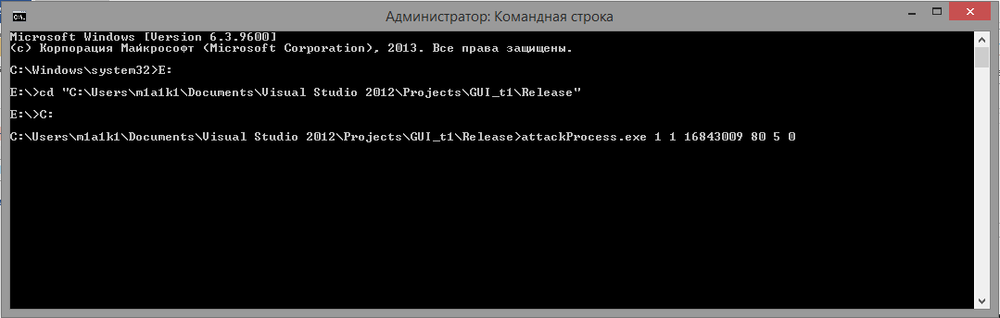 Администратор: Командная строка
Microsoft Windows [Version 6.3.9600]
(c) Корпорация Майкрософт (Microsoft Corporation), 2013. Все права защищены.
C:\Windows\system32>E:
E:\>cd "C:\Users\m1a1k1\Documents\Visual Studio 2012\Projects\GUI_t1\Release"
E:\>C:
C:\Users\m1a1k1\Documents\Visual Studio 2012\Projects\GUI_t1\Release>attackProcess.exe 1 1 16843009 80 5 0